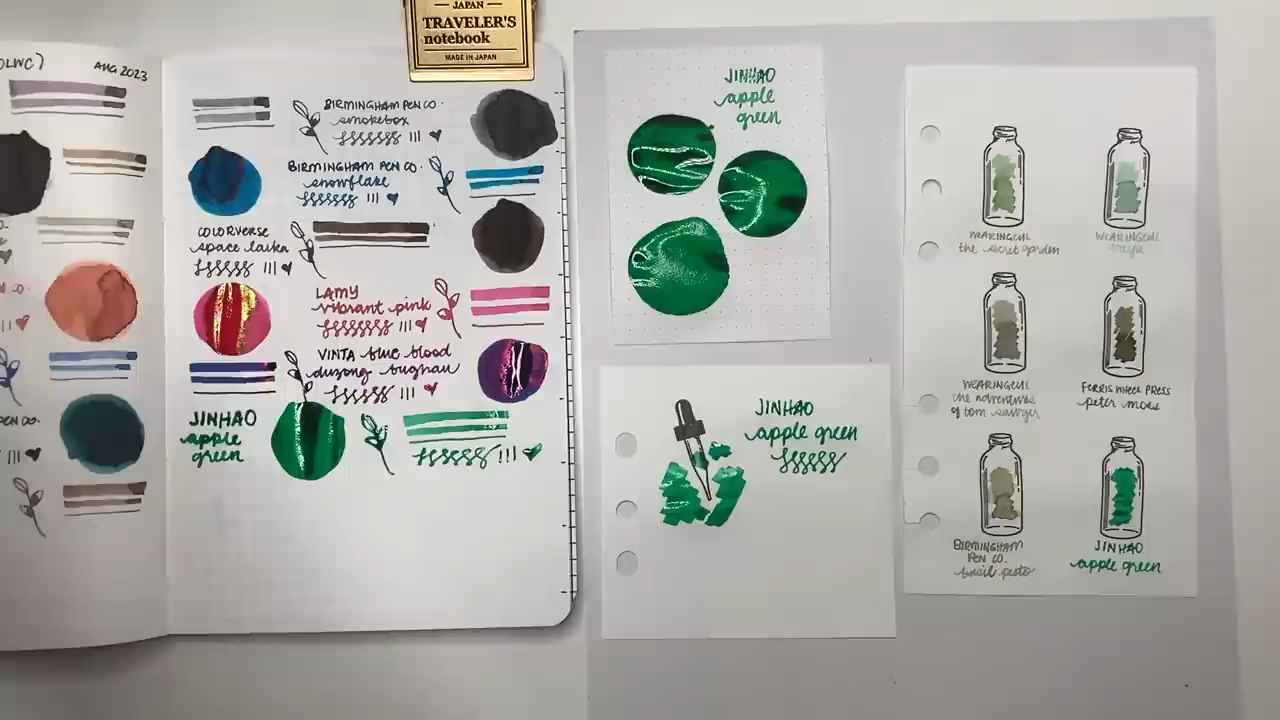 JAPAN
TRAVELER'S
notebook
MADE IN JAPAN
AUG 2023
BIRMINGHAM PEN CO.
smokebox
BIRMINGHAM PEN CO.
snowflake
COLORVERSE
space laika
LAMY
vibrant pink
VINTA blue blood
dugong bughaw
JINHAO
apple
green
JINHAO
apple
green
JINHAO
apple green
WEARINGEUL
the secret garden
WEARINGEUL
WEARINGEUL
the adventures
of tom sawyer
FERRIS WHEEL PRESS
peter moss
BIRMINGHAM
PEN CO.
basil pesto
JINHAO
apple green